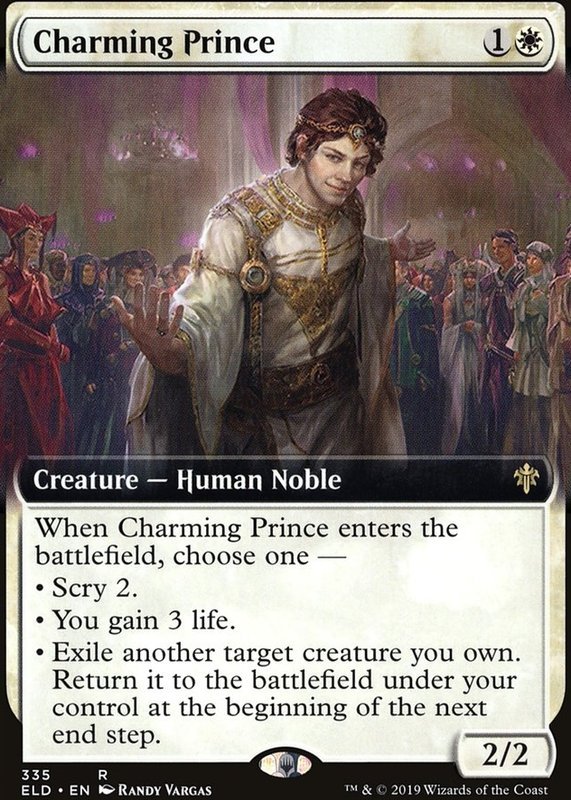 Charming Prince 1
Creature — Human Noble
When Charming Prince enters the
battlefield, choose one —
• Scry 2.
• You gain 3 life.
• Exile another target creature you own.
Return it to the battlefield under your
control at the beginning of the next
end step.
2/2
335 R
ELD • EN RANDY VARGAS
™ & © 2019 Wizards of the Coast